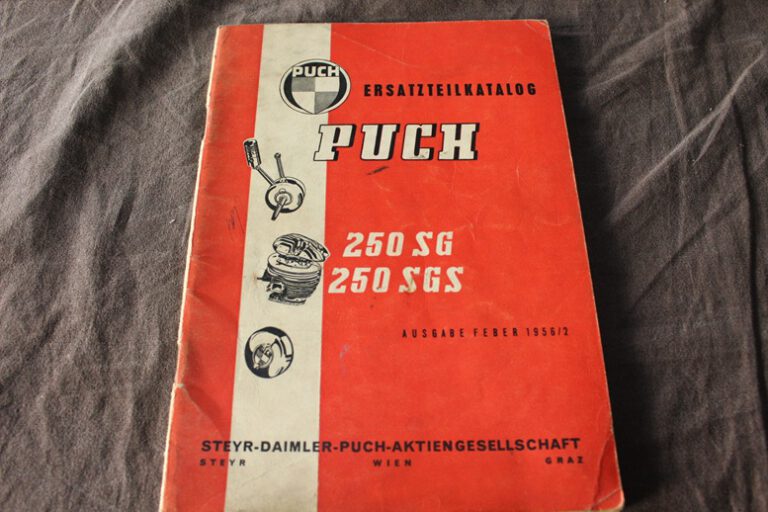 PUCH
ERSATZTEILKATALOG
PUCH
250 SG
250 SGS
AUSGABE FEBER 1956/2
STEYR-DAIMLER-PUCH-AKTIENGESELLSCHAFT
STEYR WIEN GRAZ